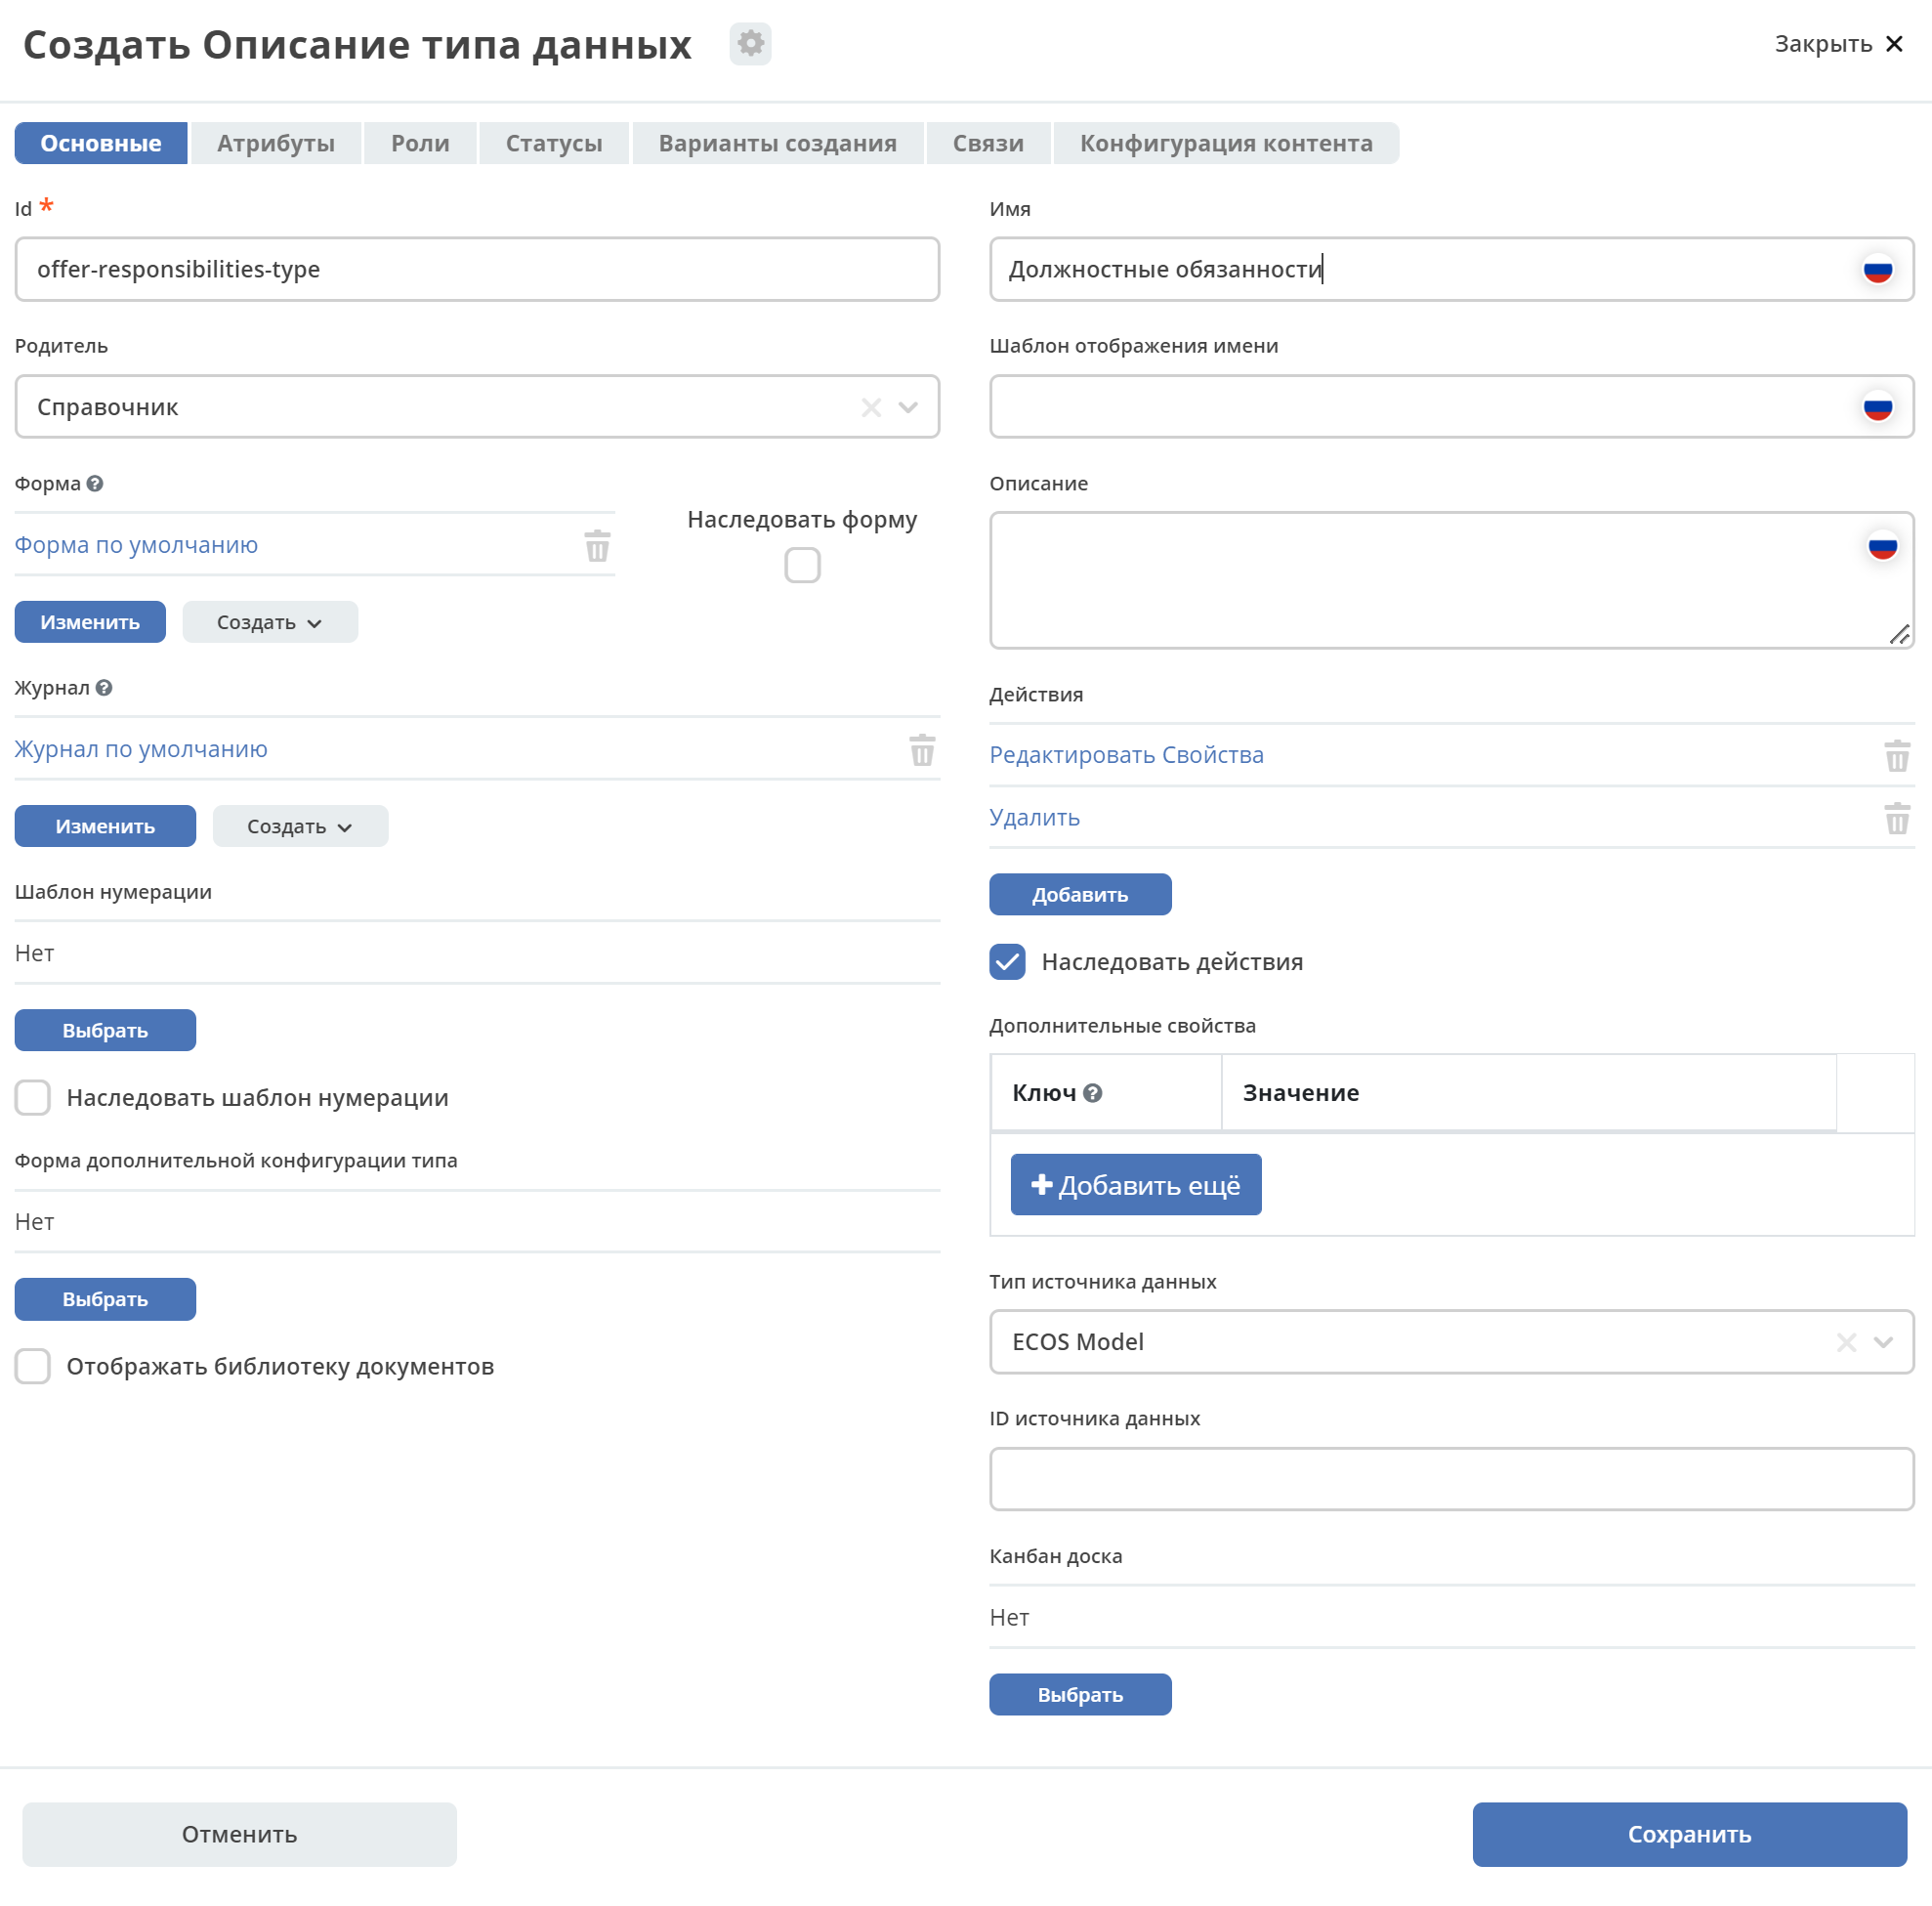 Создать Описание типа данных
Закрыть
Основные
Атрибуты
Роли
Статусы
Варианты создания
Связи
Конфигурация контента
Id *
offer-responsibilities-type
Родитель
Справочник
Форма
Форма по умолчанию
Наследовать форму
Изменить
Создать
Журнал
Журнал по умолчанию
Изменить
Создать
Шаблон нумерации
Нет
Выбрать
Наследовать шаблон нумерации
Форма дополнительной конфигурации типа
Нет
Выбрать
Отображать библиотеку документов
Имя
Должностные обязанности
Шаблон отображения имени
Описание
Действия
Редактировать Свойства
Удалить
Добавить
Наследовать действия
Дополнительные свойства
Ключ
Значение
Добавить ещё
Тип источника данных
ECOS Model
ID источника данных
Канбан доска
Нет
Выбрать
Отменить
Сохранить